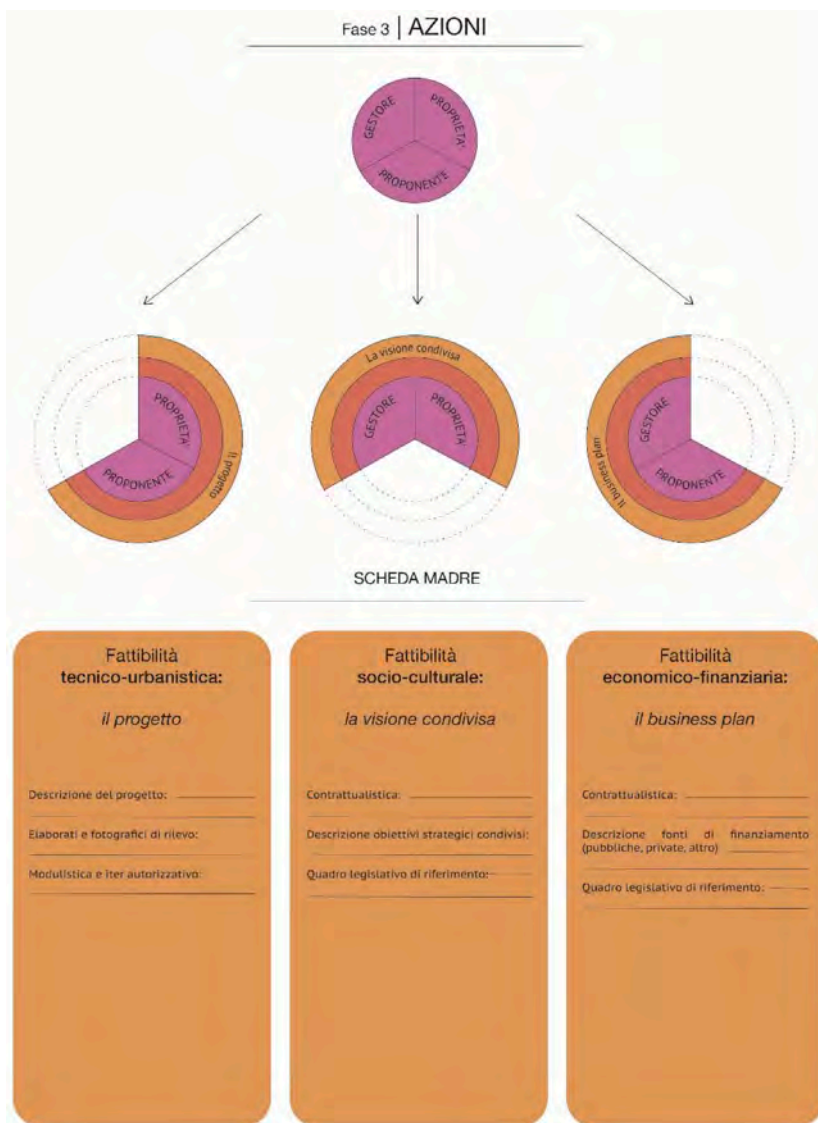 Fase 3 | AZIONI
GESTORE
PROPRIETA'
PROPONENTE
PROPRIETA'
PROPONENTE
Il progetto
La visione condivisa
GESTORE
PROPRIETA'
GESTORE
PROPONENTE
Il business plan
SCHEDA MADRE
Fattibilità
tecnico-urbanistica:
il progetto
Descrizione del progetto:
Elaborati e fotografici di rilevo:
Modulistica e iter autorizzativo:
Fattibilità
socio-culturale:
la visione condivisa
Contrattualistica:
Descrizione obiettivi strategici condivisi:
Quadro legislativo di riferimento:
Fattibilità
economico-finanziaria:
il business plan
Contrattualistica:
Descrizione fonti di finanziamento
(pubbliche, private, altro)
Quadro legislativo di riferimento: